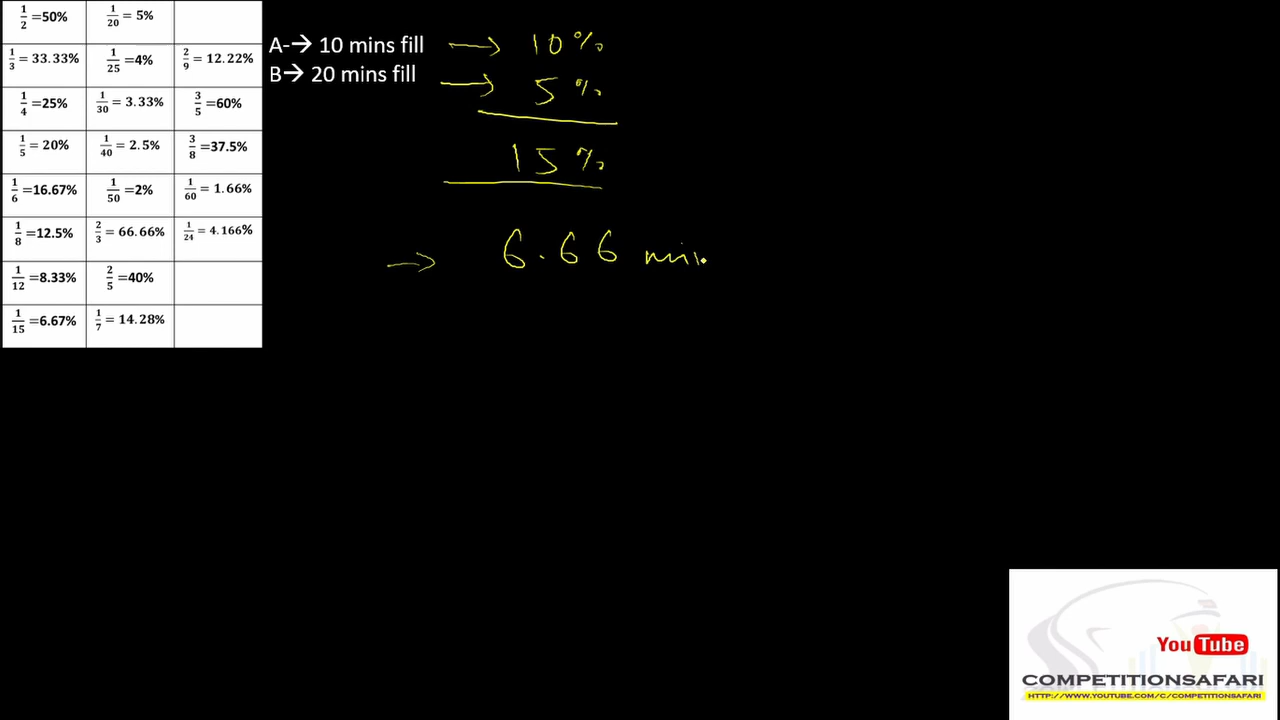 1/2 =50% 1/20 = 5%
1/3 = 33.33% 1/25 =4% 2/9 = 12.22%
1/4 =25% 1/30 = 3.33% 3/5 =60%
1/5 = 20% 1/40 = 2.5% 3/8 =37.5%
1/6 =16.67% 1/50 =2% 1/60 = 1.66%
1/8 =12.5% 2/3 = 66.66% 1/24 = 4.166%
1/12 =8.33% 2/5 =40%
1/15 =6.67% 1/7 = 14.28%
A-→ 10 mins fill → 10%
B→ 20 mins fill → 5%
15%
→ 6.66 min.
YouTube
COMPETITIONSAFARI
HTTP://WWW.YOUTUBE.COM/C/COMPETITIONSAFARI